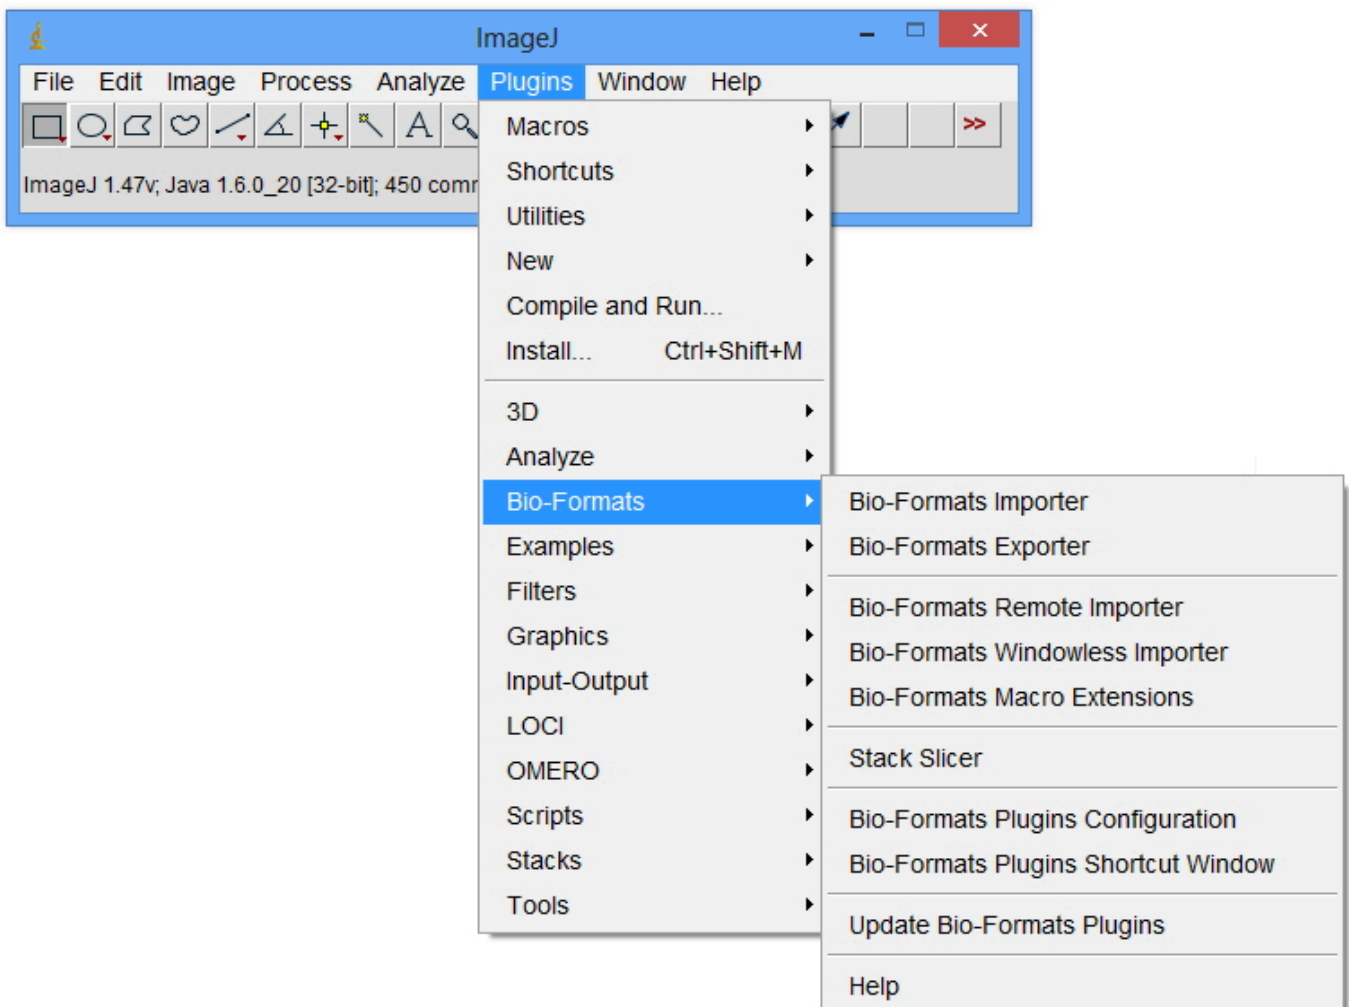 ImageJ
File Edit Image Process Analyze Plugins Window Help
A >>
ImageJ 1.47v; Java 1.6.0_20 [32-bit]; 450
Macros
Shortcuts
Utilities
New
Compile and Run...
Install... Ctrl+Shift+M
3D
Analyze
Bio-Formats
Examples
Filters
Graphics
Input-Output
LOCI
OMERO
Scripts
Stacks
Tools
Bio-Formats Importer
Bio-Formats Exporter
Bio-Formats Remote Importer
Bio-Formats Windowless Importer
Bio-Formats Macro Extensions
Stack Slicer
Bio-Formats Plugins Configuration
Bio-Formats Plugins Shortcut Window
Update Bio-Formats Plugins
Help